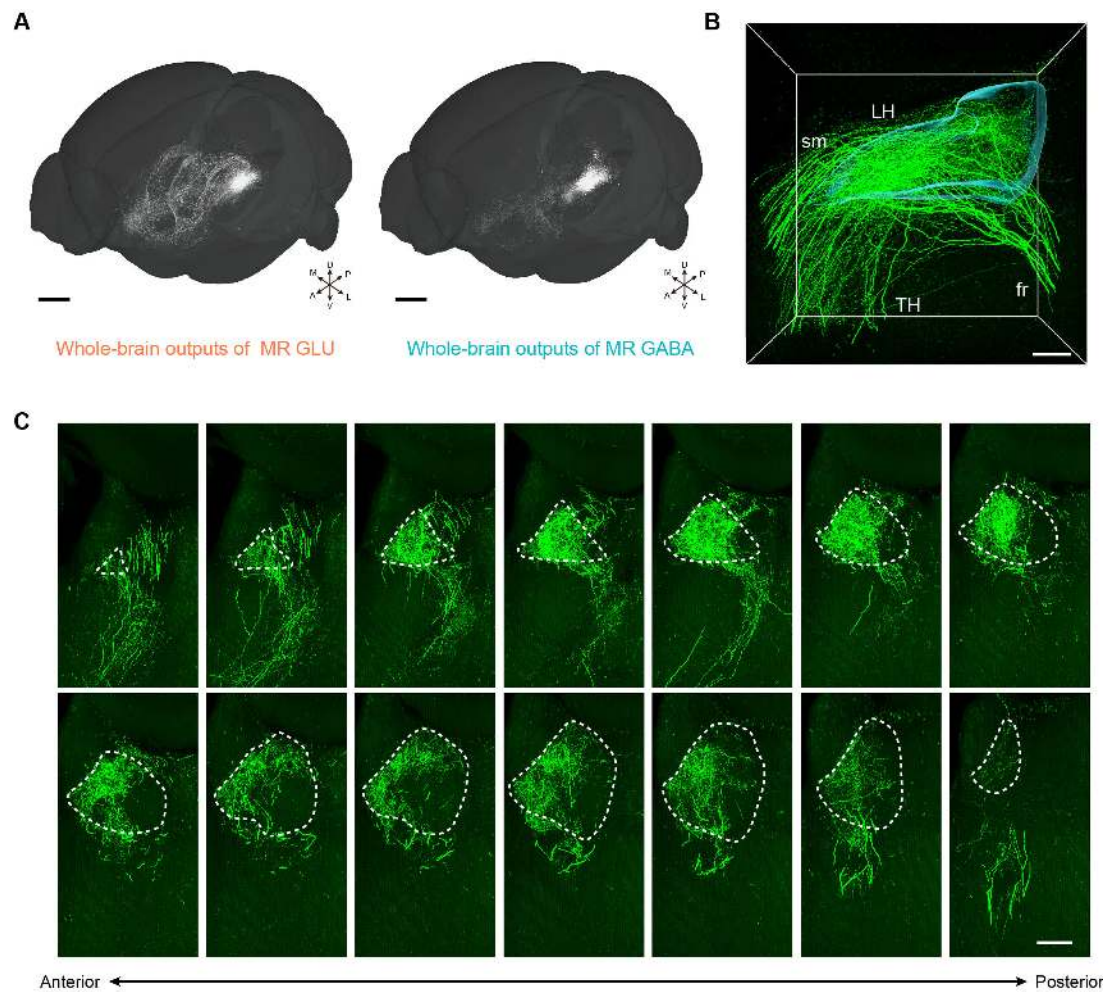 A
B
D
M
P
A
L
V
D
M
P
A
L
V
Whole-brain outputs of MR GLU
Whole-brain outputs of MR GABA
LH
sm
TH
fr
C
Anterior
Posterior